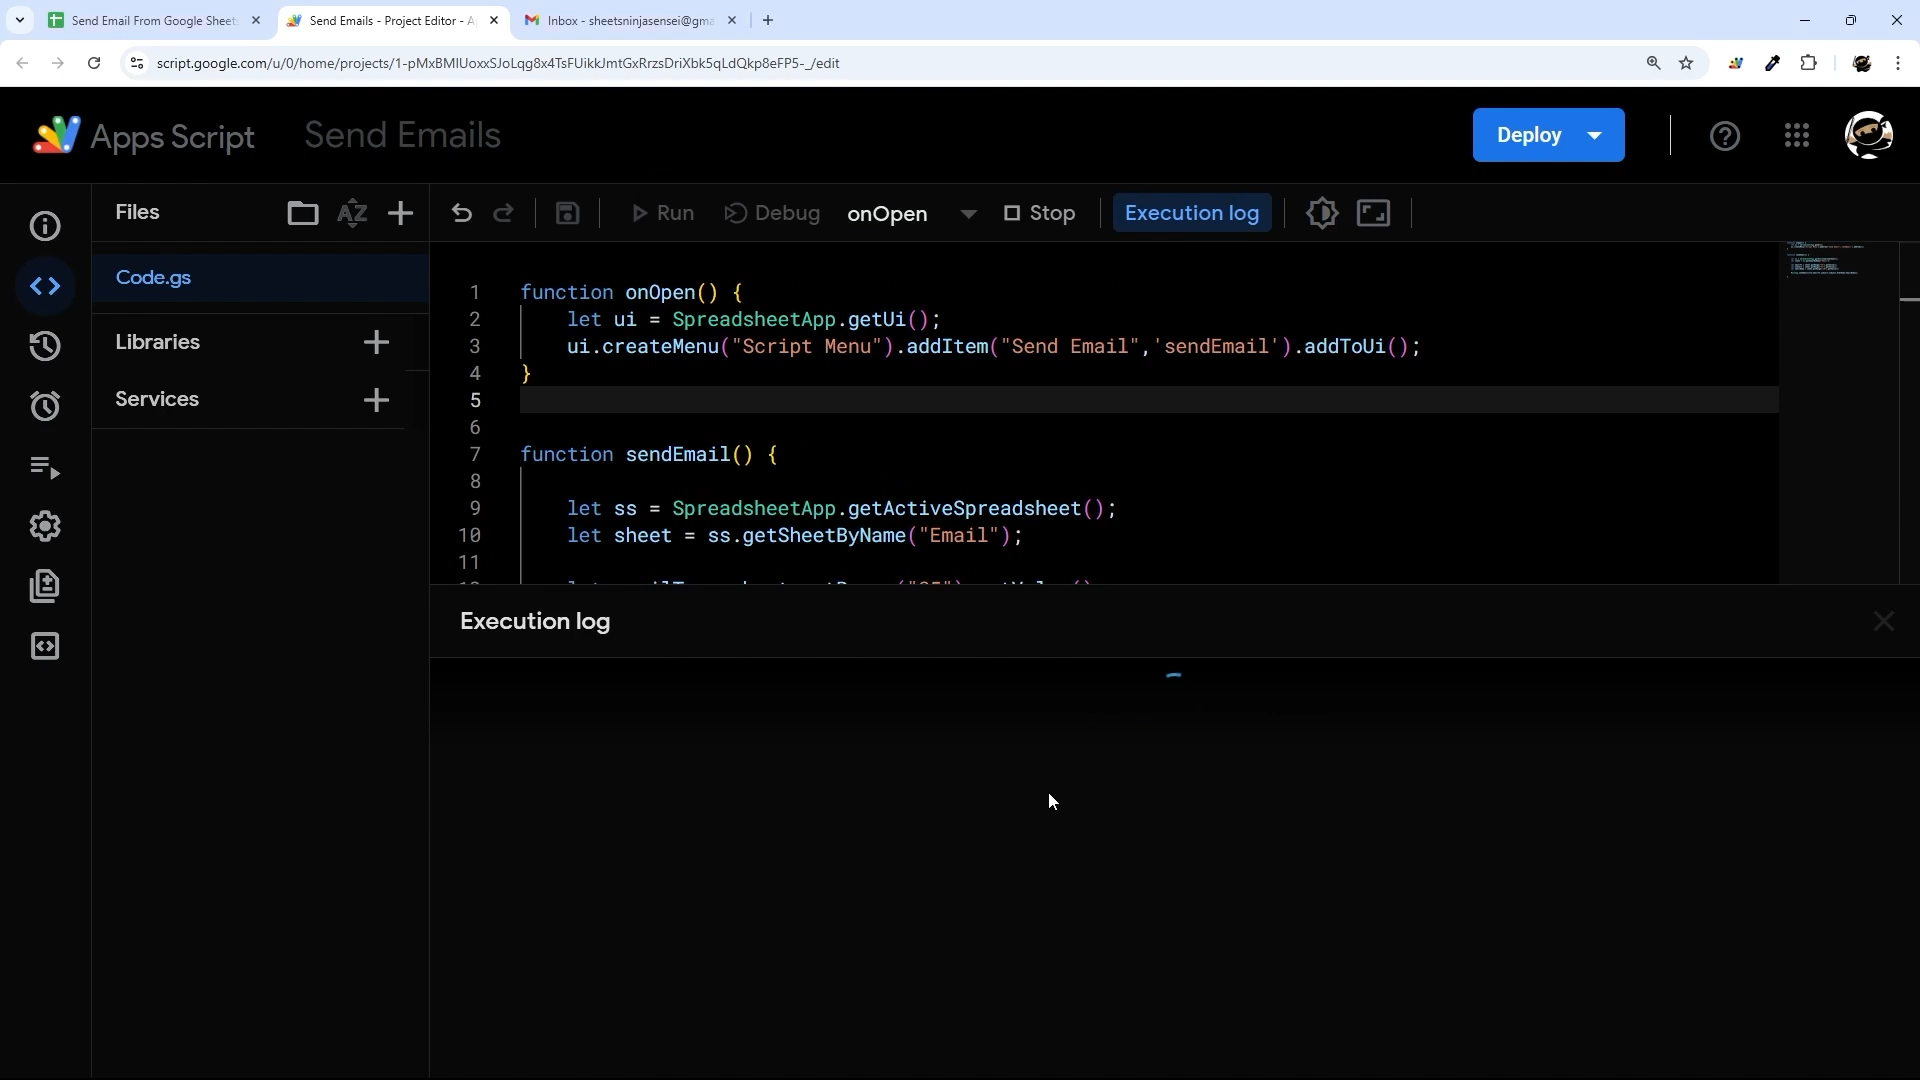 Send Email From Google Sheets
Send Emails - Project Editor - A
Inbox - sheetsninjasensei@gma
script.google.com/u/0/home/projects/1-pMxBMIUoxxSJoLqg8x4TsFUikkJmtGxRrzsDriXbk5qLdQkp8eFP5-_/edit
Apps Script
Send Emails
Deploy
Files
AZ
Run
Debug
onOpen
Stop
Execution log
Code.gs
Libraries
Services
1 function onOpen() {
2 let ui = SpreadsheetApp.getUi();
3 ui.createMenu("Script Menu").addItem("Send Email",'sendEmail').addToUi();
4 }
5
6
7 function sendEmail() {
8
9 let ss = SpreadsheetApp.getActiveSpreadsheet();
10 let sheet = ss.getSheetByName("Email");
11
Execution log